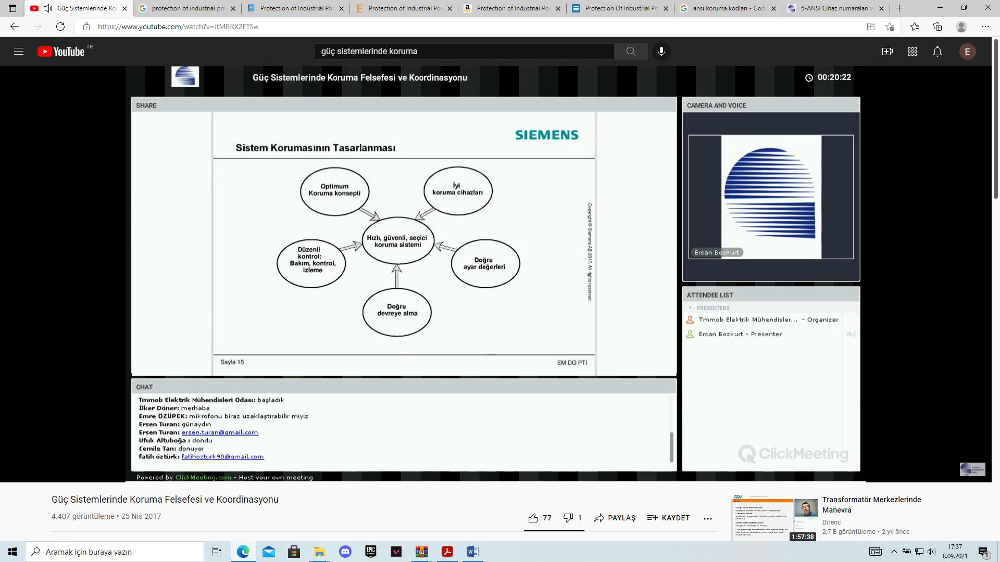 Güç Sistemlerinde Ko
protection of industrial po
Protection of Industrial Po
Protection of Industrial Po
Protection of Industrial Po
Protection Of Industrial Po
ansi koruma kodları - Goo
5-ANSI Cihaz numaraları v
https://www.youtube.com/watch?v=itMRRX2FTSw
YouTube TR
güç sistemlerinde koruma
E
Güç Sistemlerinde Koruma Felsefesi ve Koordinasyonu
00:20:22
SHARE
SIEMENS
Sistem Korumasının Tasarlanması
Optimum
Koruma konsepti
İyi
koruma cihazları
Hızlı, güvenli, seçici
koruma sistemi
Düzenli
kontrol:
Bakım, kontrol,
izleme
Doğru
ayar değerleri
Doğru
devreye alma
Copyright © Siemens AŞ 2017. All rights reserved.
Sayfa 15
EM DG PTI
CAMERA AND VOICE
Ersan Bozkurt
ATTENDEE LIST
PRESENTERS
Tmmob Elektrik Mühendisler... - Organizer
Ersan Bozkurt - Presenter
ClickMeeting
CHAT
Tmmob Elektrik Mühendisleri Odası: başladık
İlker Döner: merhaba
Emre ÖZÜPEK: mikrofonu biraz uzaklaştırabilir miyiz
Ersen Turan: günaydın
Ersen Turan: ersen.turan@gmail.com
Ufuk Altuboğa : dondu
Cemile Tan: donuyor
fatih öztürk: fatihozturk90@gmail.com
Powered by ClickMeeting.com - Host your own meeting
Güç Sistemlerinde Koruma Felsefesi ve Koordinasyonu
4.407 görüntüleme • 25 Nis 2017
77
1
PAYLAŞ
KAYDET
Transformatör Merkezlerinde
Manevra
Direnc
2,7 B görüntüleme • 2 yıl önce
1:57:38
Aramak için buraya yazın
EPIC GAMES
17:37
8.09.2021
1